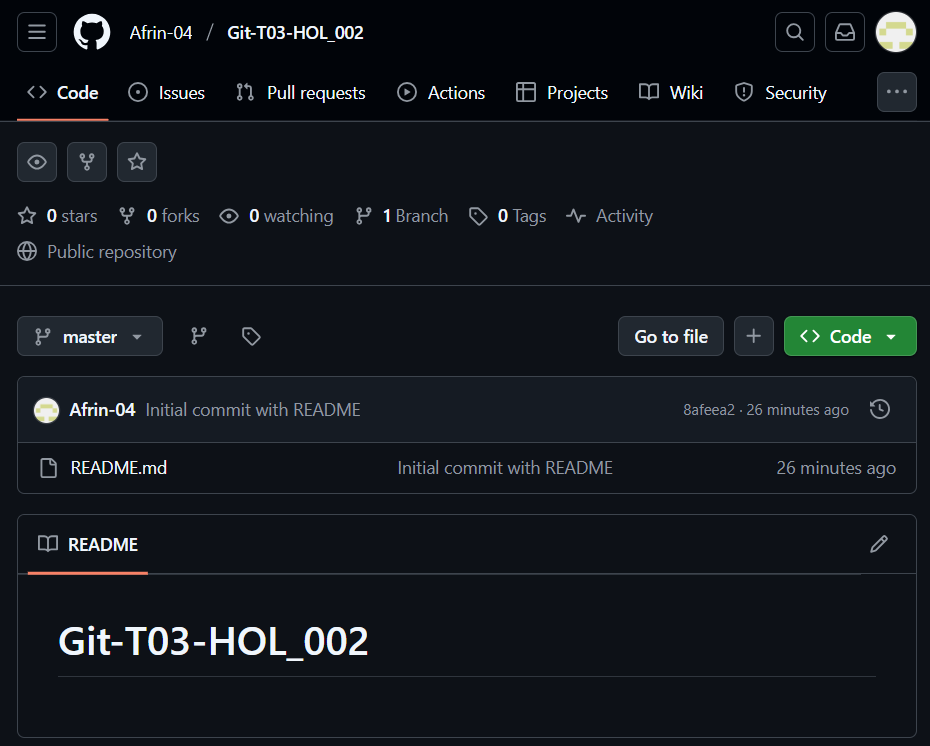 Afrin-04 / Git-T03-HOL_002
Code Issues Pull requests Actions Projects Wiki Security
0 stars 0 forks 0 watching 1 Branch 0 Tags Activity
Public repository
master Go to file Code
Afrin-04 Initial commit with README 8afeea2 · 26 minutes ago
README.md Initial commit with README 26 minutes ago
README
Git-T03-HOL_002